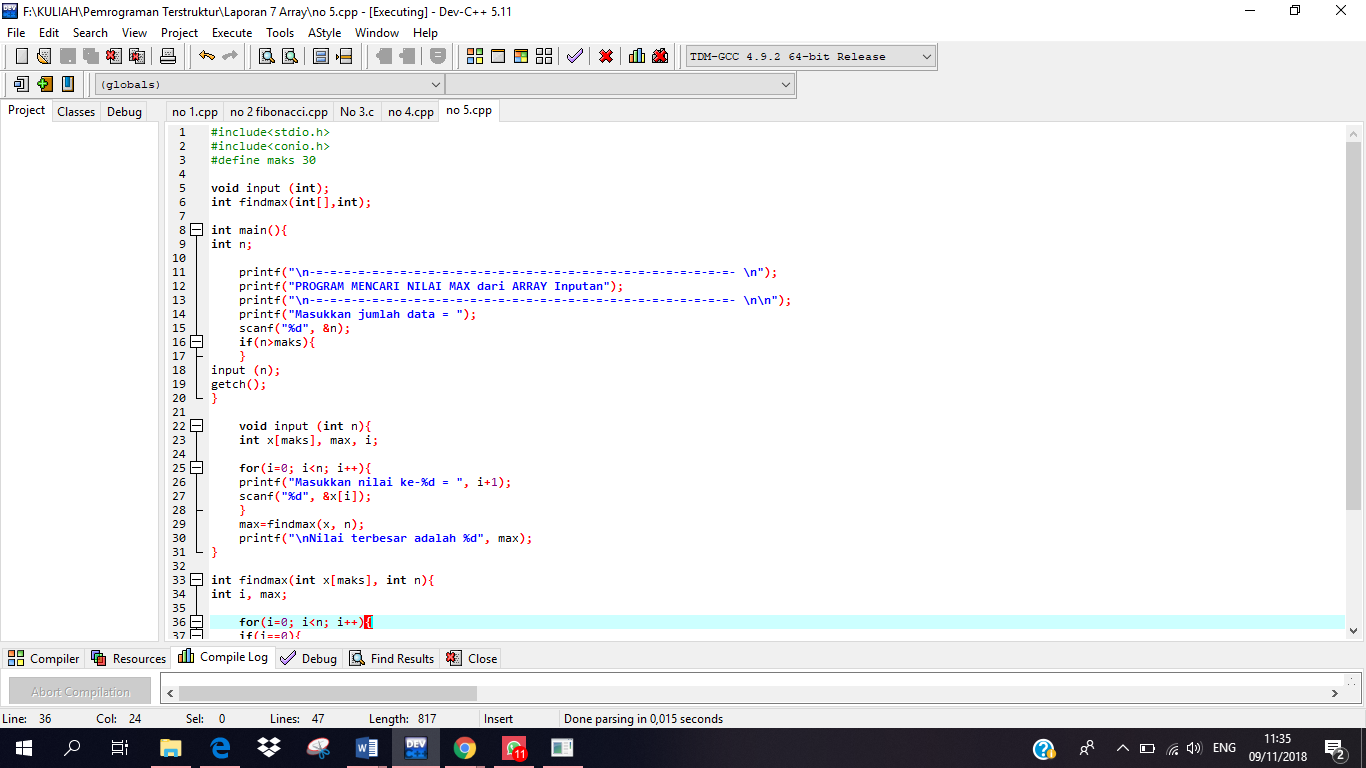 F:\KULIAH\Pemrograman Terstruktur\Laporan 7 Array\no 5.cpp - [Executing] - Dev-C++ 5.11
File Edit Search View Project Execute Tools AStyle Window Help
TDM-GCC 4.9.2 64-bit Release
(globals)
Project Classes Debug
no 1.cpp no 2 fibonacci.cpp No 3.c no 4.cpp no 5.cpp
1 #include<stdio.h>
2 #include<conio.h>
3 #define maks 30
4
5 void input (int);
6 int findmax(int[],int);
7
8 int main(){
9 int n;
10
11 printf("\n-=-=-=-=-=-=-=-=-=-=-=-=-=-=-=-=-=-=-=-=-=-=-=-=-=-=-=-=-=-=- \n");
12 printf("PROGRAM MENCARI NILAI MAX dari ARRAY Inputan");
13 printf("\n-=-=-=-=-=-=-=-=-=-=-=-=-=-=-=-=-=-=-=-=-=-=-=-=-=-=-=-=-=-=- \n\n");
14 printf("Masukkan jumlah data = ");
15 scanf("%d", &n);
16 if(n>maks){
17 }
18 input (n);
19 getch();
20 }
21
22 void input (int n){
23 int x[maks], max, i;
24
25 for(i=0; i<n; i++){
26 printf("Masukkan nilai ke-%d = ", i+1);
27 scanf("%d", &x[i]);
28 }
29 max=findmax(x, n);
30 printf("\nNilai terbesar adalah %d", max);
31 }
32
33 int findmax(int x[maks], int n){
34 int i, max;
35
36 for(i=0; i<n; i++){
37 if(i==0){
Compiler Resources Compile Log Debug Find Results Close
Abort Compilation
Line: 36 Col: 24 Sel: 0 Lines: 47 Length: 817 Insert Done parsing in 0,015 seconds
DEV
11
ENG
11:35
09/11/2018
2